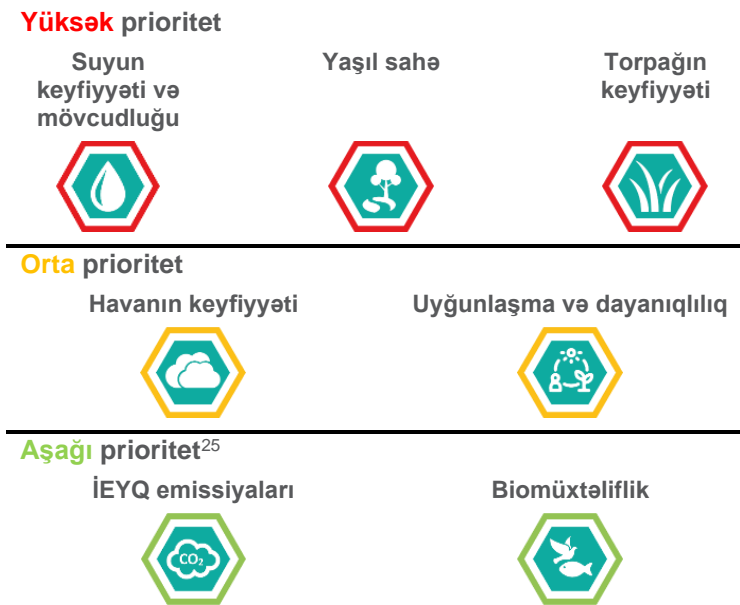 Yüksək prioritet
Suyun keyfiyyəti və mövcudluğu
Yaşıl sahə
Torpağın keyfiyyəti
Orta prioritet
Havanın keyfiyyəti
Uyğunlaşma və dayanıqlılıq
Aşağı prioritet25
İEYQ emissiyaları
Biomüxtəliflik
CO2